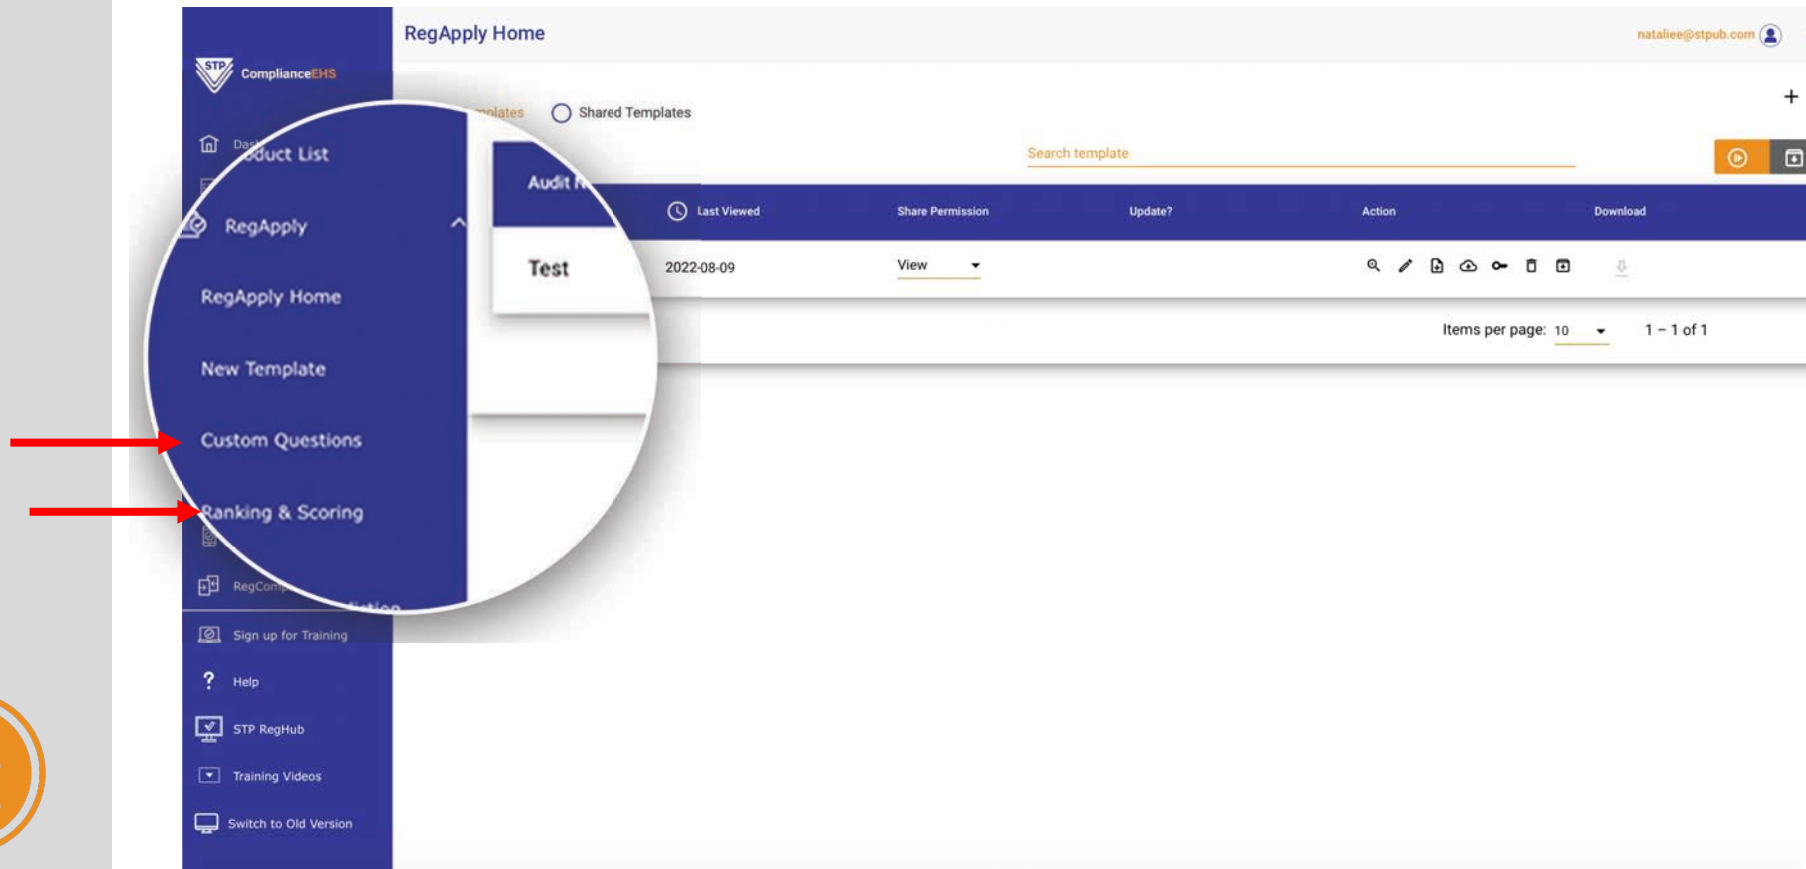 RegApply Home
nataliee@stpub.com
STP
ComplianceEHS
Shared Templates
Search template
Product List
Audit
Last Viewed
Share Permission
Update?
Action
Download
RegApply
Test
2022-08-09
View
RegApply Home
Items per page: 10
1 – 1 of 1
New Template
Custom Questions
Ranking & Scoring
Sign up for Training
? Help
STP RegHub
Training Videos
Switch to Old Version